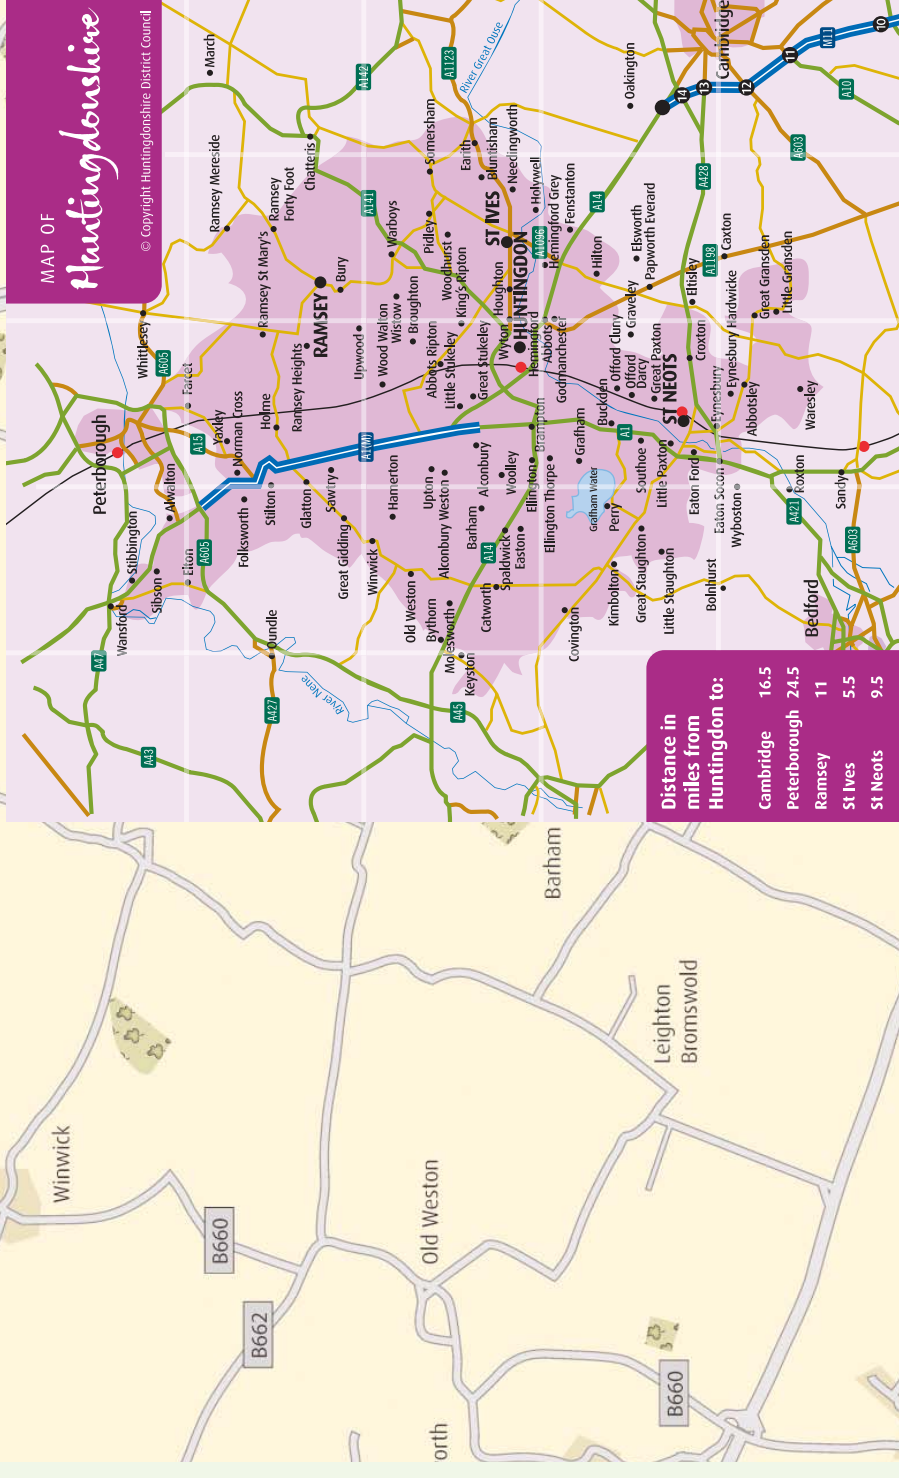 MAP OF
Huntingdonshire
© Copyright Huntingdonshire District Council
March
Ramsey Mereside
Ramsey
Forty Foot
Chatteris
A142
A1123
River Great Ouse
Oakington
Cambridge
14
13
12
11
M11
10
A10
A603
A428
A14
Somersham
Earith
Bluntisham
Needingworth
Holywell
ST IVES
A1096
Hemingford Grey
Fenstanton
Hilton
Elsworth
Papworth Everard
A1198
Caxton
A141
Warboys
Pidley
Woodhurst
King's Ripton
Houghton
HUNTINGDON
Wyton
Hemingford
Abbots
Godmanchester
Whittlesey
A605
Ramsey St Mary's
RAMSEY
Bury
Upwood
Wood Walton
Wistow
Broughton
Abbots Ripton
Little Stukeley
Great Stukeley
Offord Cluny
Graveley
Offord
Darcy
Great Paxton
Eltisley
Croxton
Great Gransden
Little Gransden
Eynesbury Hardwicke
Eynesbury
Abbotsley
Waresley
ST NEOTS
Farcet
Yaxley
Norman Cross
Holme
Ramsey Heights
A15
Peterborough
Alwalton
Stibbington
Sibson
Elton
A605
Wansford
A47
Folksworth
Stilton
Glatton
Sawtry
A1(M)
Great Gidding
Winwick
Hamerton
Upton
Alconbury Weston
Alconbury
Woolley
Barham
Ellington
Brampton
Ellington Thorpe
Grafham
Buckden
A1
Grafham Water
Perry
Southoe
Little Paxton
Eaton Ford
Eaton Socon
Wyboston
Roxton
Sandy
A421
A603
A14
Spaldwick
Easton
Catworth
Old Weston
Bythorn
Molesworth
Keyston
Covington
Kimbolton
Great Staughton
Little Staughton
Bolnhurst
Bedford
Oundle
A427
River Nene
A45
A43
Distance in
miles from
Huntingdon to:
Cambridge 16.5
Peterborough 24.5
Ramsey 11
St Ives 5.5
St Neots 9.5
Barham
Leighton
Bromswold
Winwick
Old Weston
B660
B662
B660
orth